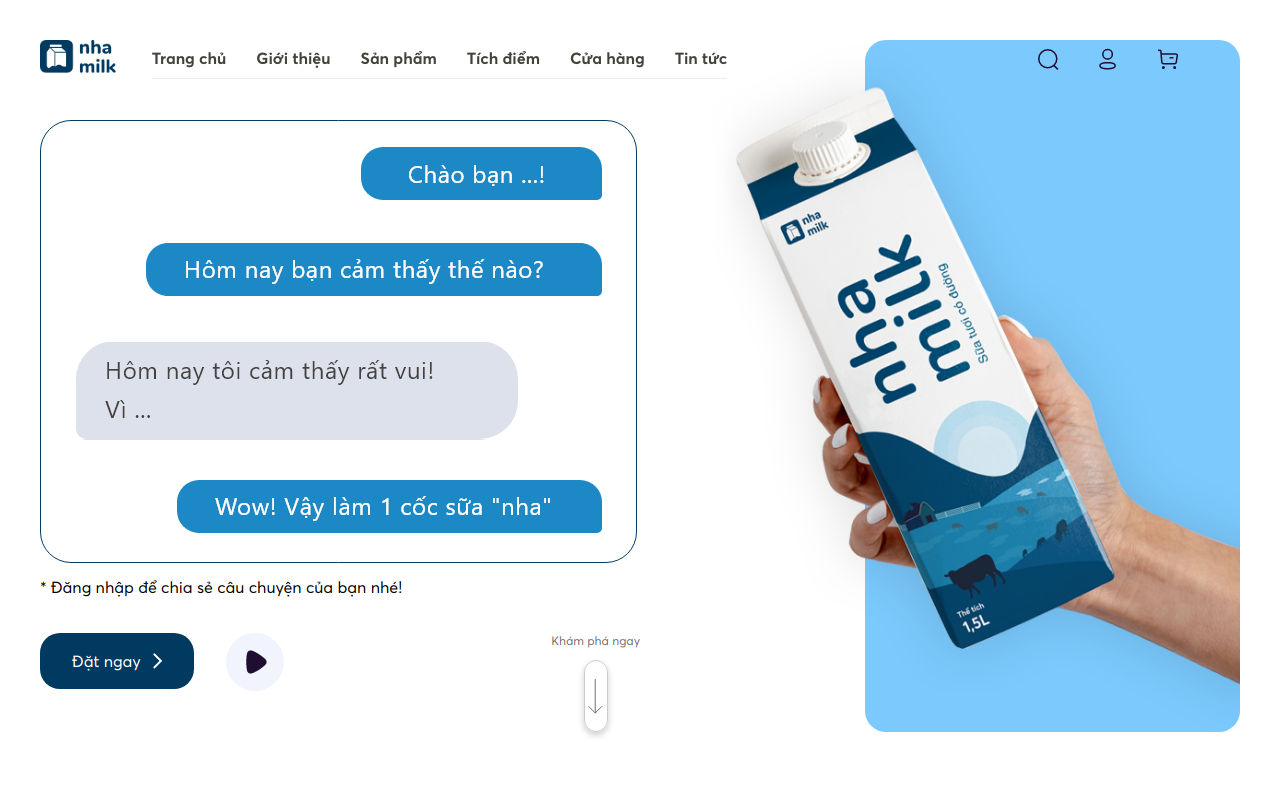 nha
milk
Trang chủ
Giới thiệu
Sản phẩm
Tích điểm
Cửa hàng
Tin tức
Chào bạn ...!
Hôm nay bạn cảm thấy thế nào?
Hôm nay tôi cảm thấy rất vui!
Vì ...
Wow! Vậy làm 1 cốc sữa "nha"
* Đăng nhập để chia sẻ câu chuyện của bạn nhé!
Đặt ngay
Khám phá ngay
nha
milk
nha
milk
Sữa tươi có đường
Thể tích
1,5L